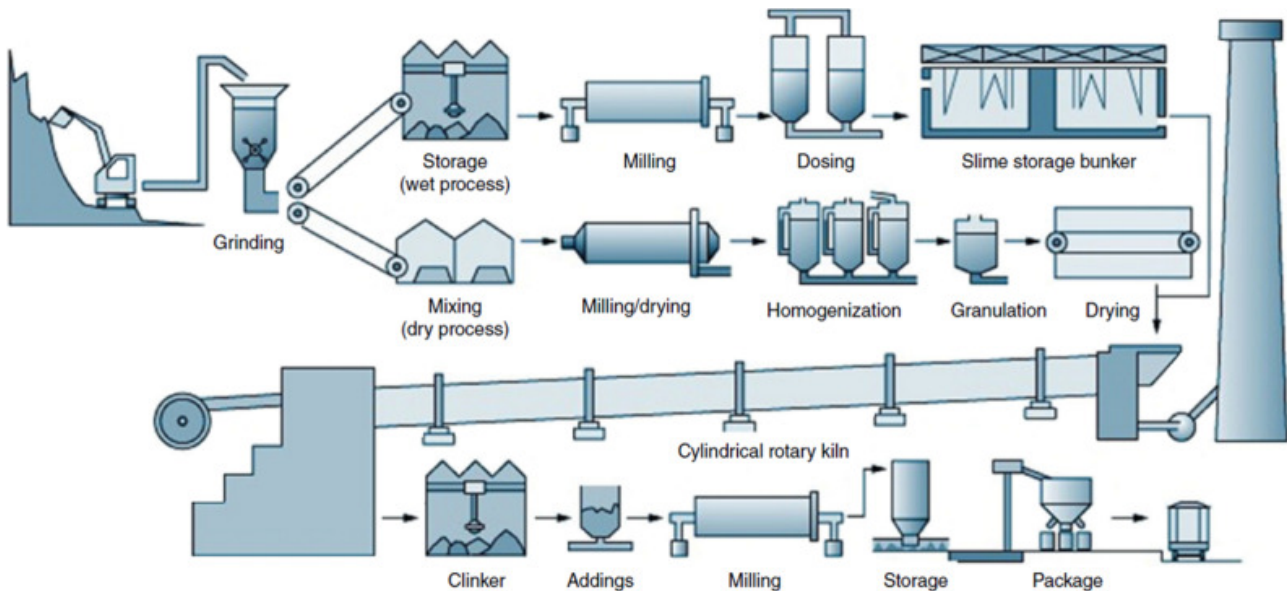 Storage
(wet process)
Milling
Dosing
Slime storage bunker
Grinding
Mixing
(dry process)
Milling/drying
Homogenization
Granulation
Drying
Cylindrical rotary kiln
Clinker
Addings
Milling
Storage
Package